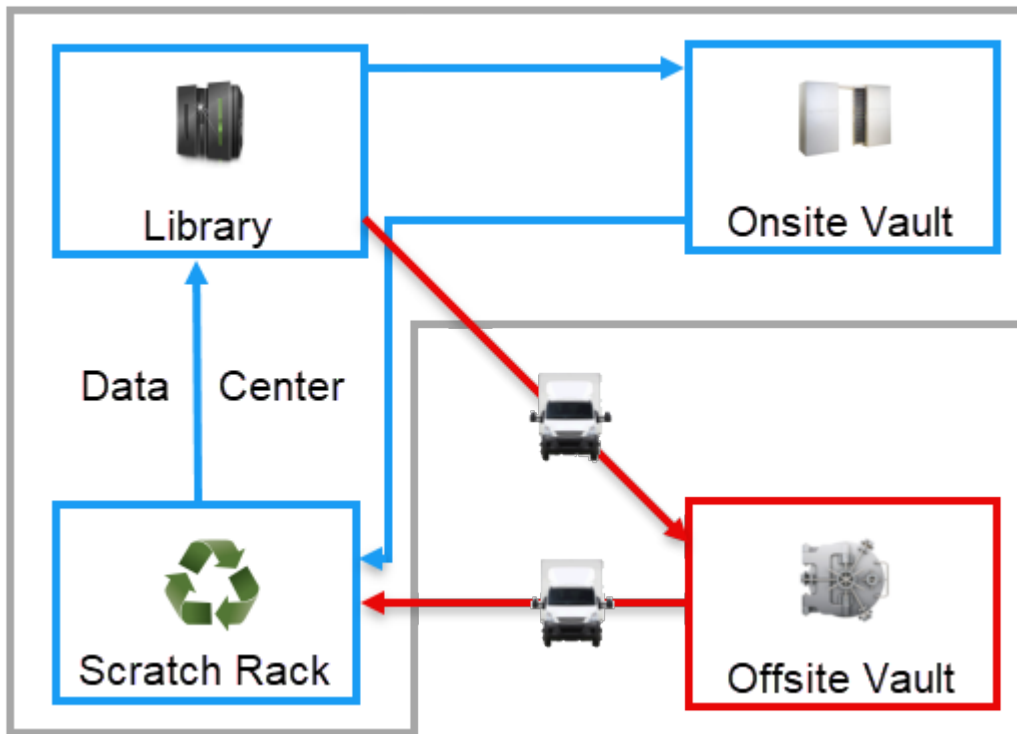 Library
Onsite Vault
Data Center
Scratch Rack
Offsite Vault